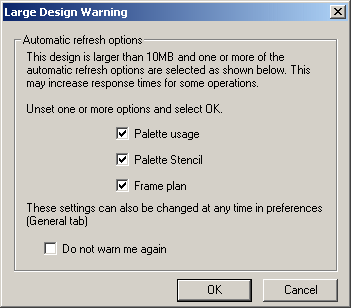 Large Design Warning
Automatic refresh options
This design is larger than 10MB and one or more of the
automatic refresh options are selected as shown below. This
may increase response times for some operations.
Unset one or more options and select OK.
Palette usage
Palette Stencil
Frame plan
These settings can also be changed at any time in preferences
(General tab)
Do not warn me again
OK
Cancel